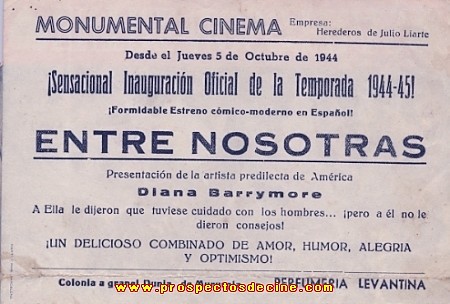 MONUMENTAL CINEMA
Empresa:
Herederos de Julio Liarte
Desde el Jueves 5 de Octubre de 1944
¡Sensacional Inauguración Oficial de la Temporada 1944-45!
¡Formidable Estreno cómico-moderno en Español!
ENTRE NOSOTRAS
Presentación de la artista predilecta de América
Diana Barrymore
A Ella le dijeron que tuviese cuidado con los hombres... ¡pero a él no le
dieron consejos!
¡UN DELICIOSO COMBINADO DE AMOR, HUMOR, ALEGRIA
Y OPTIMISMO!
Colonia a granel PERFUMERIA LEVANTINA
www.prospectosdecine.com